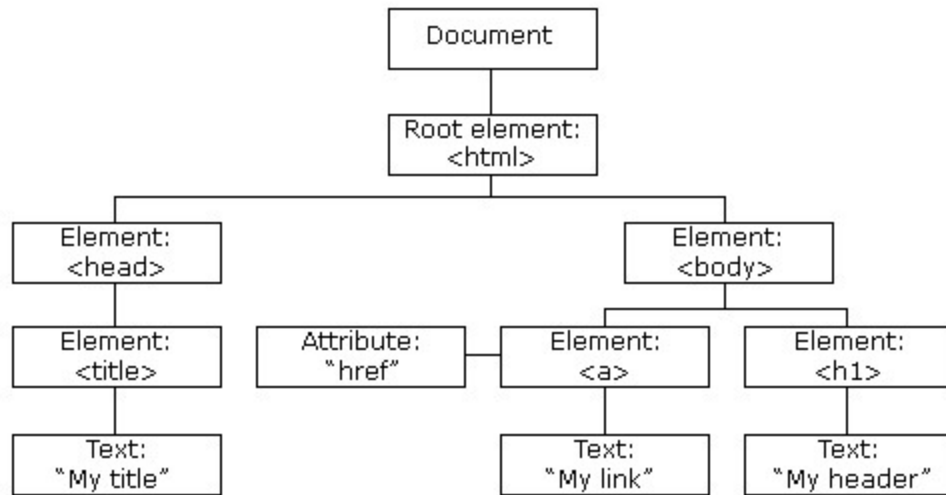 Document
Root element:
<html>
Element:
<head>
Element:
<body>
Element:
<title>
Attribute:
“href”
Element:
<a>
Element:
<h1>
Text:
“My title”
Text:
“My link”
Text:
“My header”